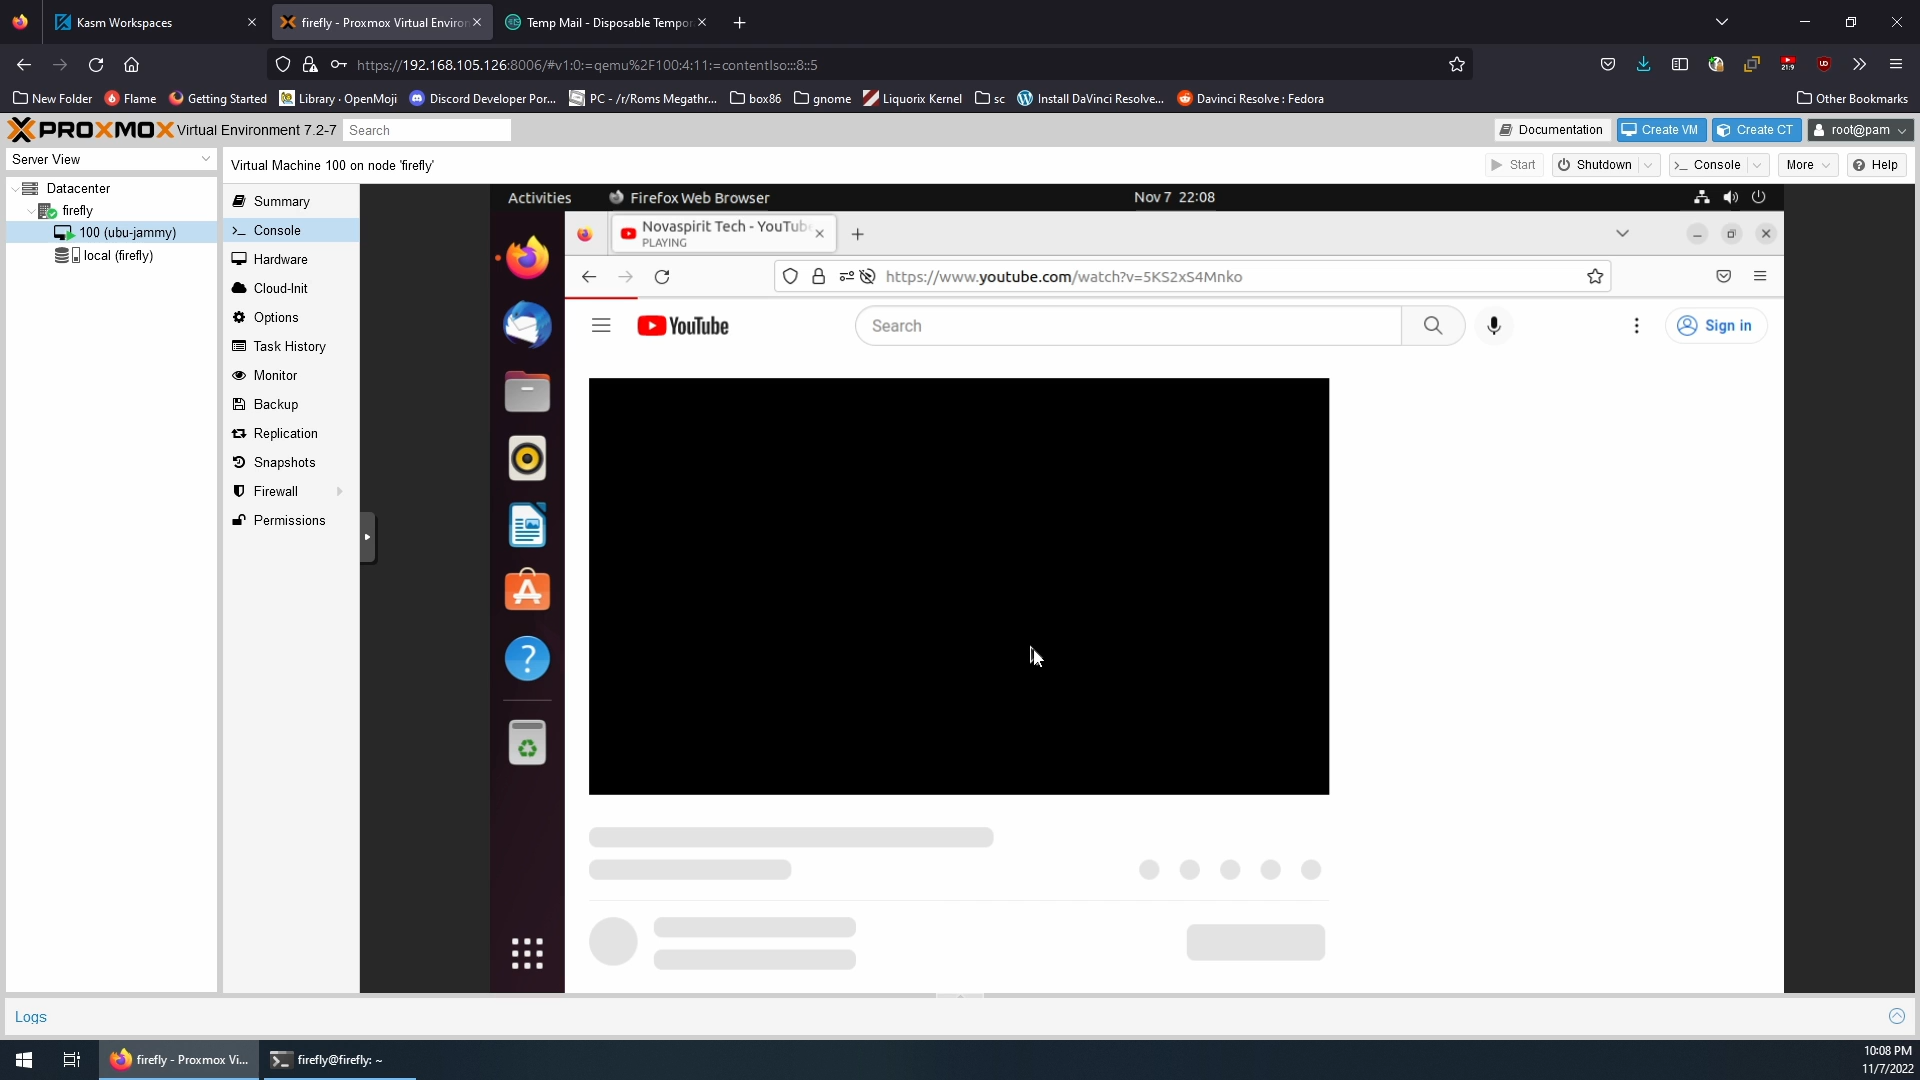 Kasm Workspaces
firefly - Proxmox Virtual Environ
Temp Mail - Disposable Tempor
https://192.168.105.126:8006/#v1:0:=qemu%2F100:4:11:=contentIso:::8::5
21:9
New Folder
Flame
Getting Started
Library · OpenMoji
Discord Developer Por...
PC - /r/Roms Megathr...
box86
gnome
Liquorix Kernel
sc
Install DaVinci Resolve...
Davinci Resolve : Fedora
Other Bookmarks
PROXMOX Virtual Environment 7.2-7
Search
Documentation
Create VM
Create CT
root@pam
Server View
Virtual Machine 100 on node 'firefly'
Start
Shutdown
Console
More
Help
Datacenter
firefly
100 (ubu-jammy)
local (firefly)
Summary
Console
Hardware
Cloud-Init
Options
Task History
Monitor
Backup
Replication
Snapshots
Firewall
Permissions
Activities
Firefox Web Browser
Nov 7 22:08
Novaspirit Tech - YouTub
PLAYING
https://www.youtube.com/watch?v=5KS2xS4Mnko
YouTube
Search
Sign in
Logs
firefly - Proxmox Vi...
firefly@firefly: ~
10:08 PM
11/7/2022